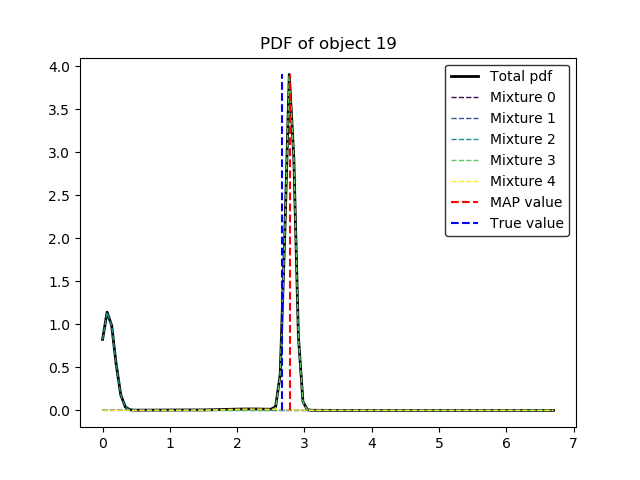 PDF of object 19
4.0
3.5
3.0
2.5
2.0
1.5
1.0
0.5
0.0
0 1 2 3 4 5 6 7
Total pdf
Mixture 0
Mixture 1
Mixture 2
Mixture 3
Mixture 4
MAP value
True value